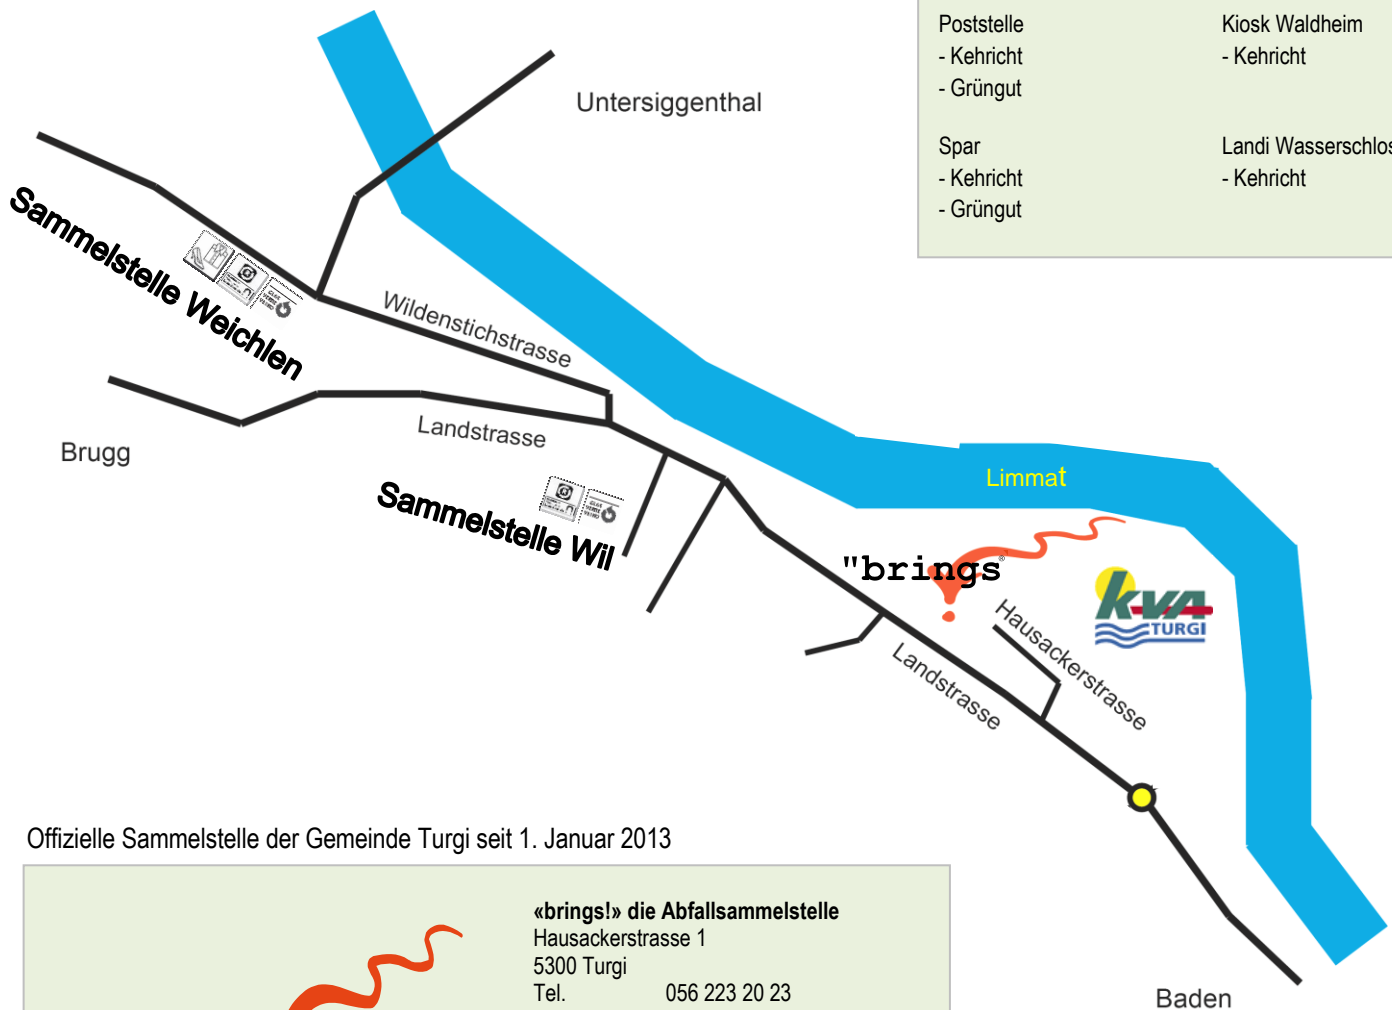 Poststelle
- Kehricht
- Grüngut
Kiosk Waldheim
- Kehricht
Spar
- Kehricht
- Grüngut
Landi Wasserschlos
- Kehricht
Untersiggenthal
Sammelstelle Weichlen
Wildenstichstrasse
Landstrasse
Brugg
Sammelstelle Wil
Limmat
"brings
®
kva
TURGI
Hausackerstrasse
Landstrasse
Baden
Offizielle Sammelstelle der Gemeinde Turgi seit 1. Januar 2013
«brings!» die Abfallsammelstelle
Hausackerstrasse 1
5300 Turgi
Tel. 056 223 20 23